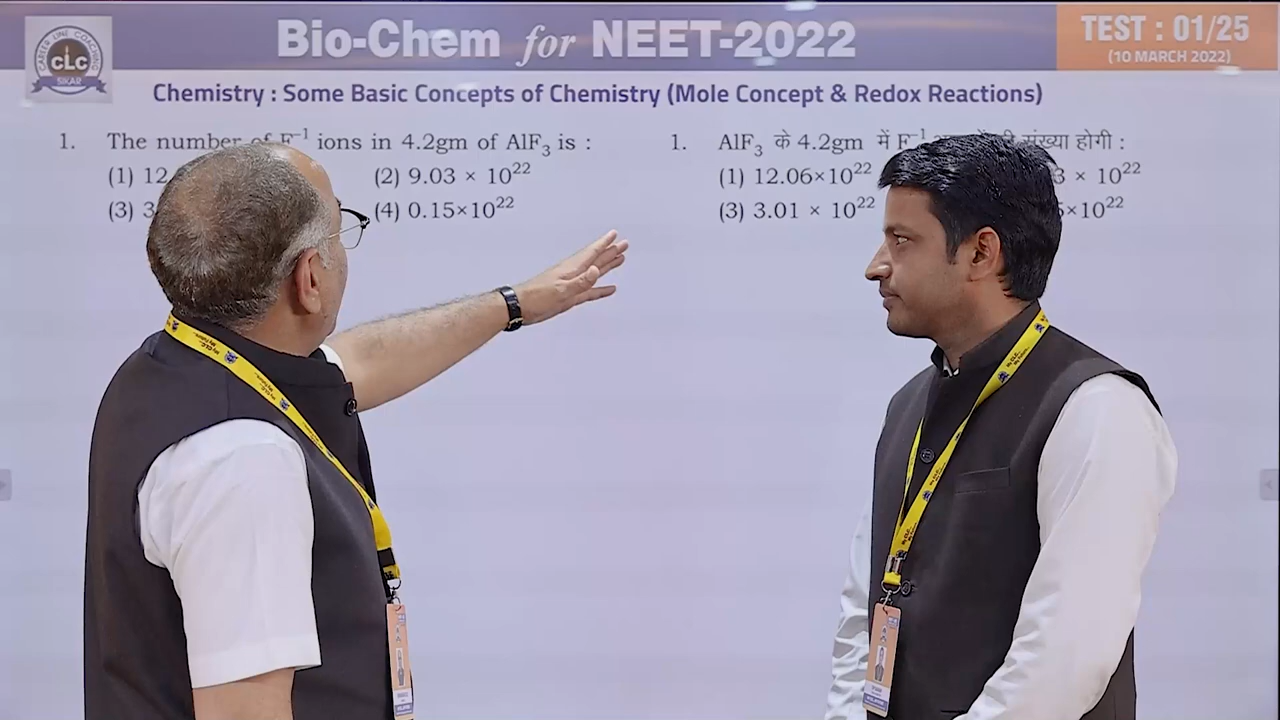 CAREER LINE COACHING
CLC
SIKAR
Bio-Chem for NEET-2022
TEST : 01/25
(10 MARCH 2022)
Chemistry : Some Basic Concepts of Chemistry (Mole Concept & Redox Reactions)
1. The number of F⁻¹ ions in 4.2gm of AlF₃ is :
(1) 12 (2) 9.03 × 10²²
(3) 3 (4) 0.15×10²²
1. AlF₃ के 4.2gm में F⁻¹ संख्या होगी :
(1) 12.06×10²² 3 × 10²²
(3) 3.01 × 10²² ×10²²